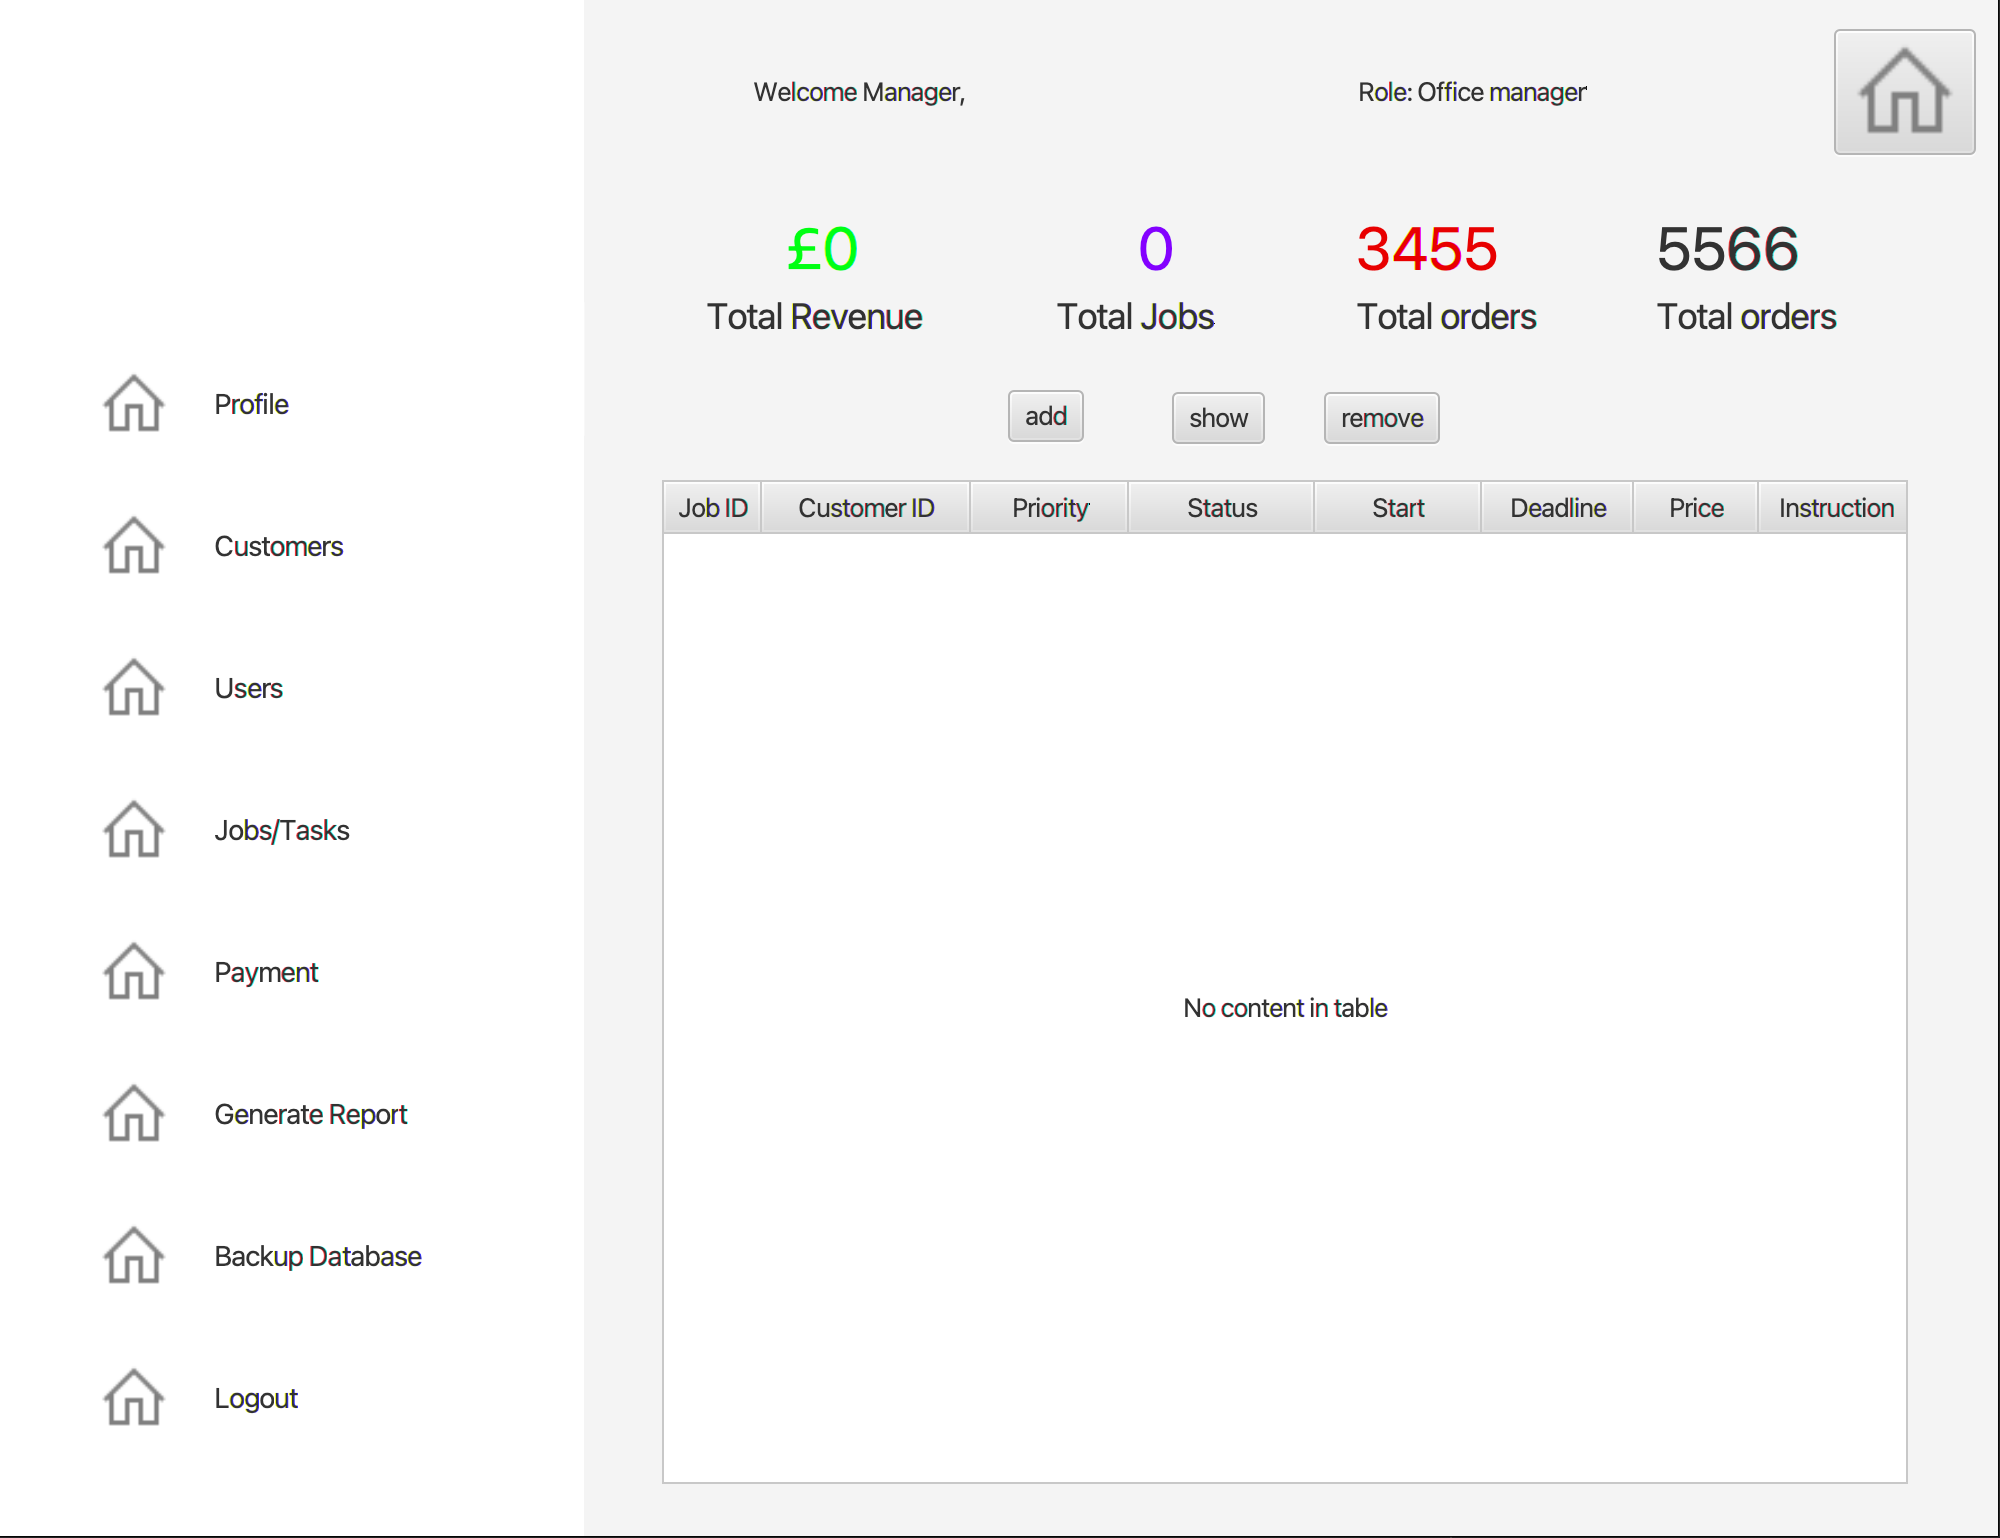 Welcome Manager,
Role: Office manager
£0
Total Revenue
0
Total Jobs
3455
Total orders
5566
Total orders
add
show
remove
Profile
Customers
Users
Jobs/Tasks
Payment
Generate Report
Backup Database
Logout
Job ID Customer ID Priority Status Start Deadline Price Instruction
No content in table